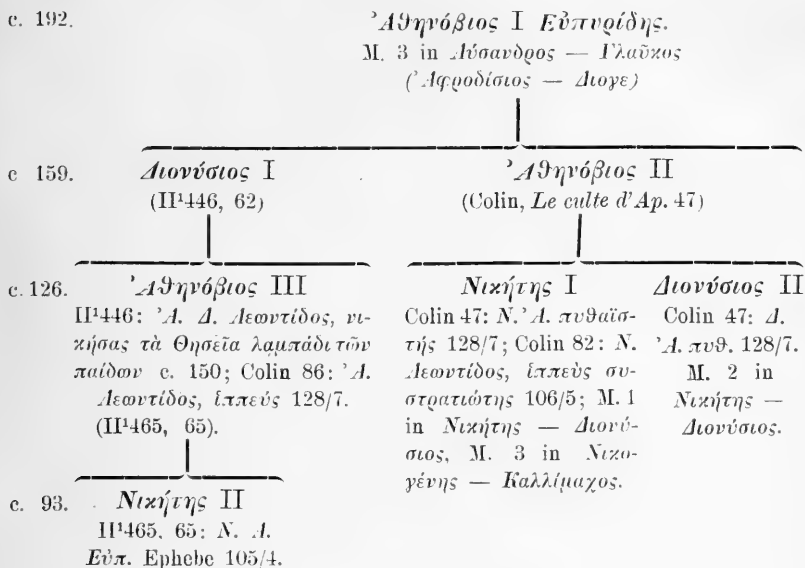 c. 192. Ἀθηνόβιος I Εὐπυρίδης.
M. 3 in Λύσανδρος — Γλαῦκος
(Ἀφροδίσιος — Διογε)
c 159. Διονύσιος I
(II¹446, 62)
Ἀθηνόβιος II
(Colin, Le culte d'Ap. 47)
c. 126. Ἀθηνόβιος III
II¹446: Ἀ. Δ. Λεωντίδος, νι-
κήσας τὰ Θησεῖα λαμπάδι τῶν
παίδων c. 150; Colin 86: Ἀ.
Λεωντίδος, ἱππεύς 128/7.
(II¹465, 65).
Νικήτης I
Colin 47: Ν. Ἀ. πυθαϊσ-
τής 128/7; Colin 82: Ν.
Λεωντίδος, ἱππεὺς συ-
στρατιώτης 106/5; M. 1
in Νικήτης — Διονύ-
σιος, M. 3 in Νικο-
γένης — Καλλίμαχος.
Διονύσιος II
Colin 47: Δ.
Ἀ. πυθ. 128/7.
M. 2 in
Νικήτης —
Διονύσιος.
c. 93. Νικήτης II
II¹465, 65: Ν. Ἀ.
Εὐπ. Ephebe 105/4.